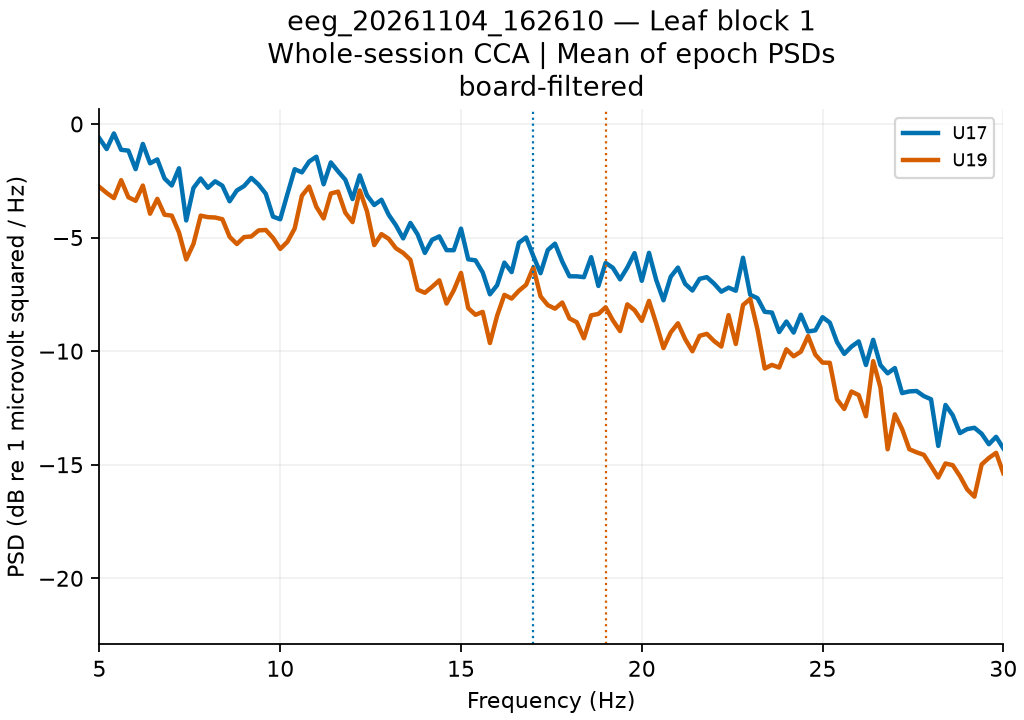 eeg_20261104_162610 — Leaf block 1
Whole-session CCA | Mean of epoch PSDs
board-filtered
U17
U19
PSD (dB re 1 microvolt squared / Hz)
0
−5
−10
−15
−20
5
10
15
20
25
30
Frequency (Hz)